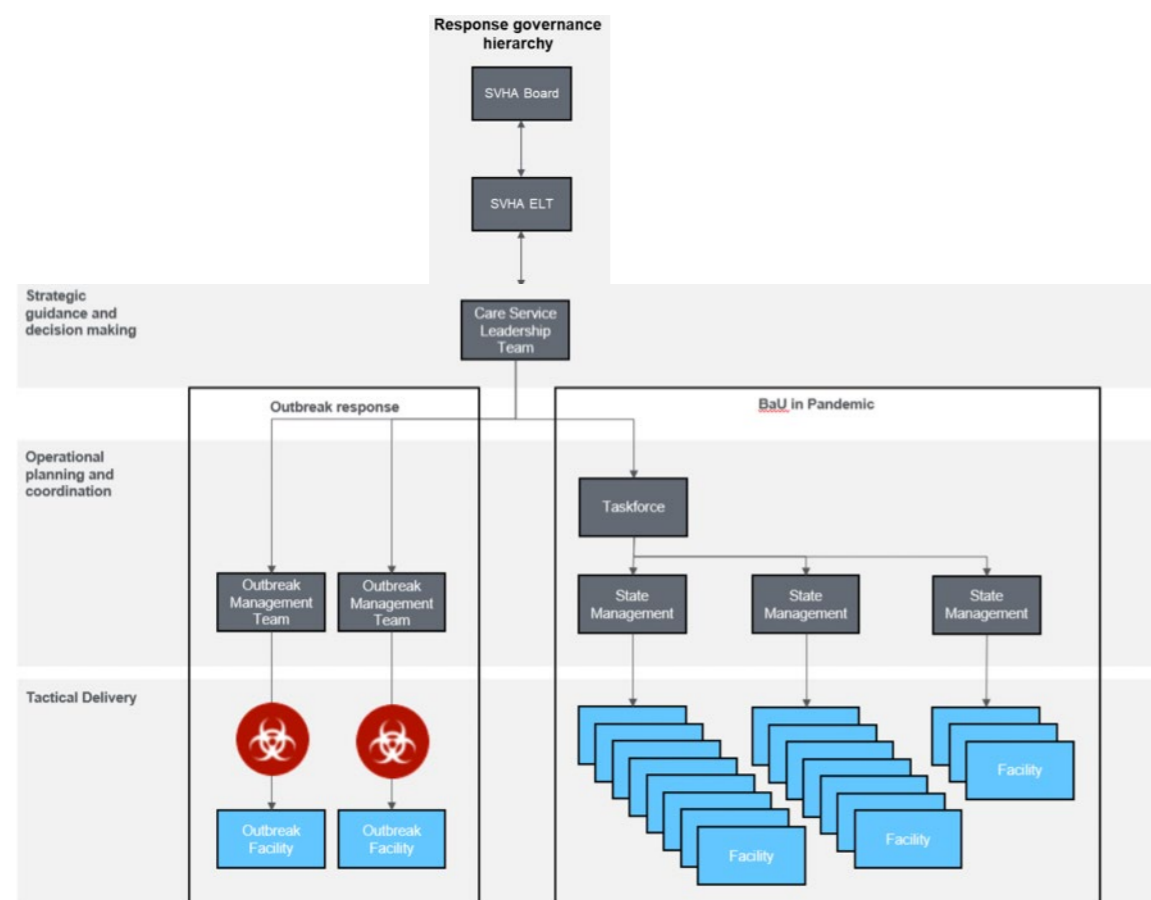 Response governance
hierarchy
SVHA Board
SVHA ELT
Strategic
guidance and
decision making
Care Service
Leadership
Team
Outbreak response
BaU in Pandemic
Operational
planning and
coordination
Taskforce
Outbreak
Management
Team
Outbreak
Management
Team
State
Management
State
Management
State
Management
Tactical Delivery
Facility
Facility
Facility
Outbreak
Facility
Outbreak
Facility